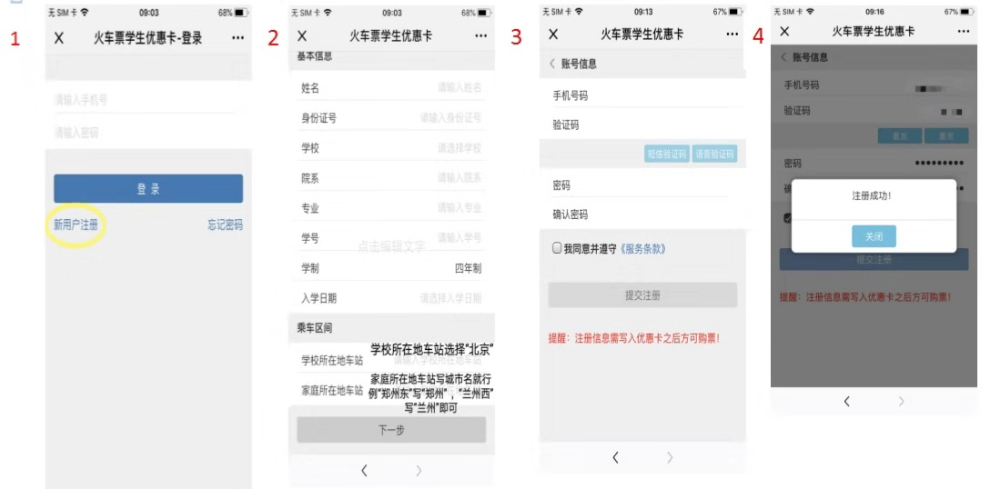 1
无 SIM 卡
09:03
68%
火车票学生优惠卡-登录
请输入手机号
请输入密码
登 录
新用户注册
忘记密码
2
无 SIM 卡
09:03
68%
火车票学生优惠卡
基本信息
姓名
请输入姓名
身份证号
请输入身份证号
学校
请选择学校
院系
请输入院系
专业
请输入专业
学号
请输入学号
点击编辑文字
学制
四年制
入学日期
请选择入学日期
乘车区间
学校所在地车站选择"北京"
学校所在地车站
请输入学校所在地车站
家庭所在地车站写城市名就行
家庭所在地车站
例"郑州东"写"郑州"，"兰州西"
写"兰州"即可
下一步
3
无 SIM 卡
09:13
67%
火车票学生优惠卡
账号信息
手机号码
验证码
短信验证码
语音验证码
密码
确认密码
我同意并遵守《服务条款》
提交注册
提醒：注册信息需写入优惠卡之后方可购票！
4
无 SIM 卡
09:16
67%
火车票学生优惠卡
账号信息
手机号码
验证码
重发
重发
密码
确
注册成功！
关闭
提交注册
提醒：注册信息需写入优惠卡之后方可购票！